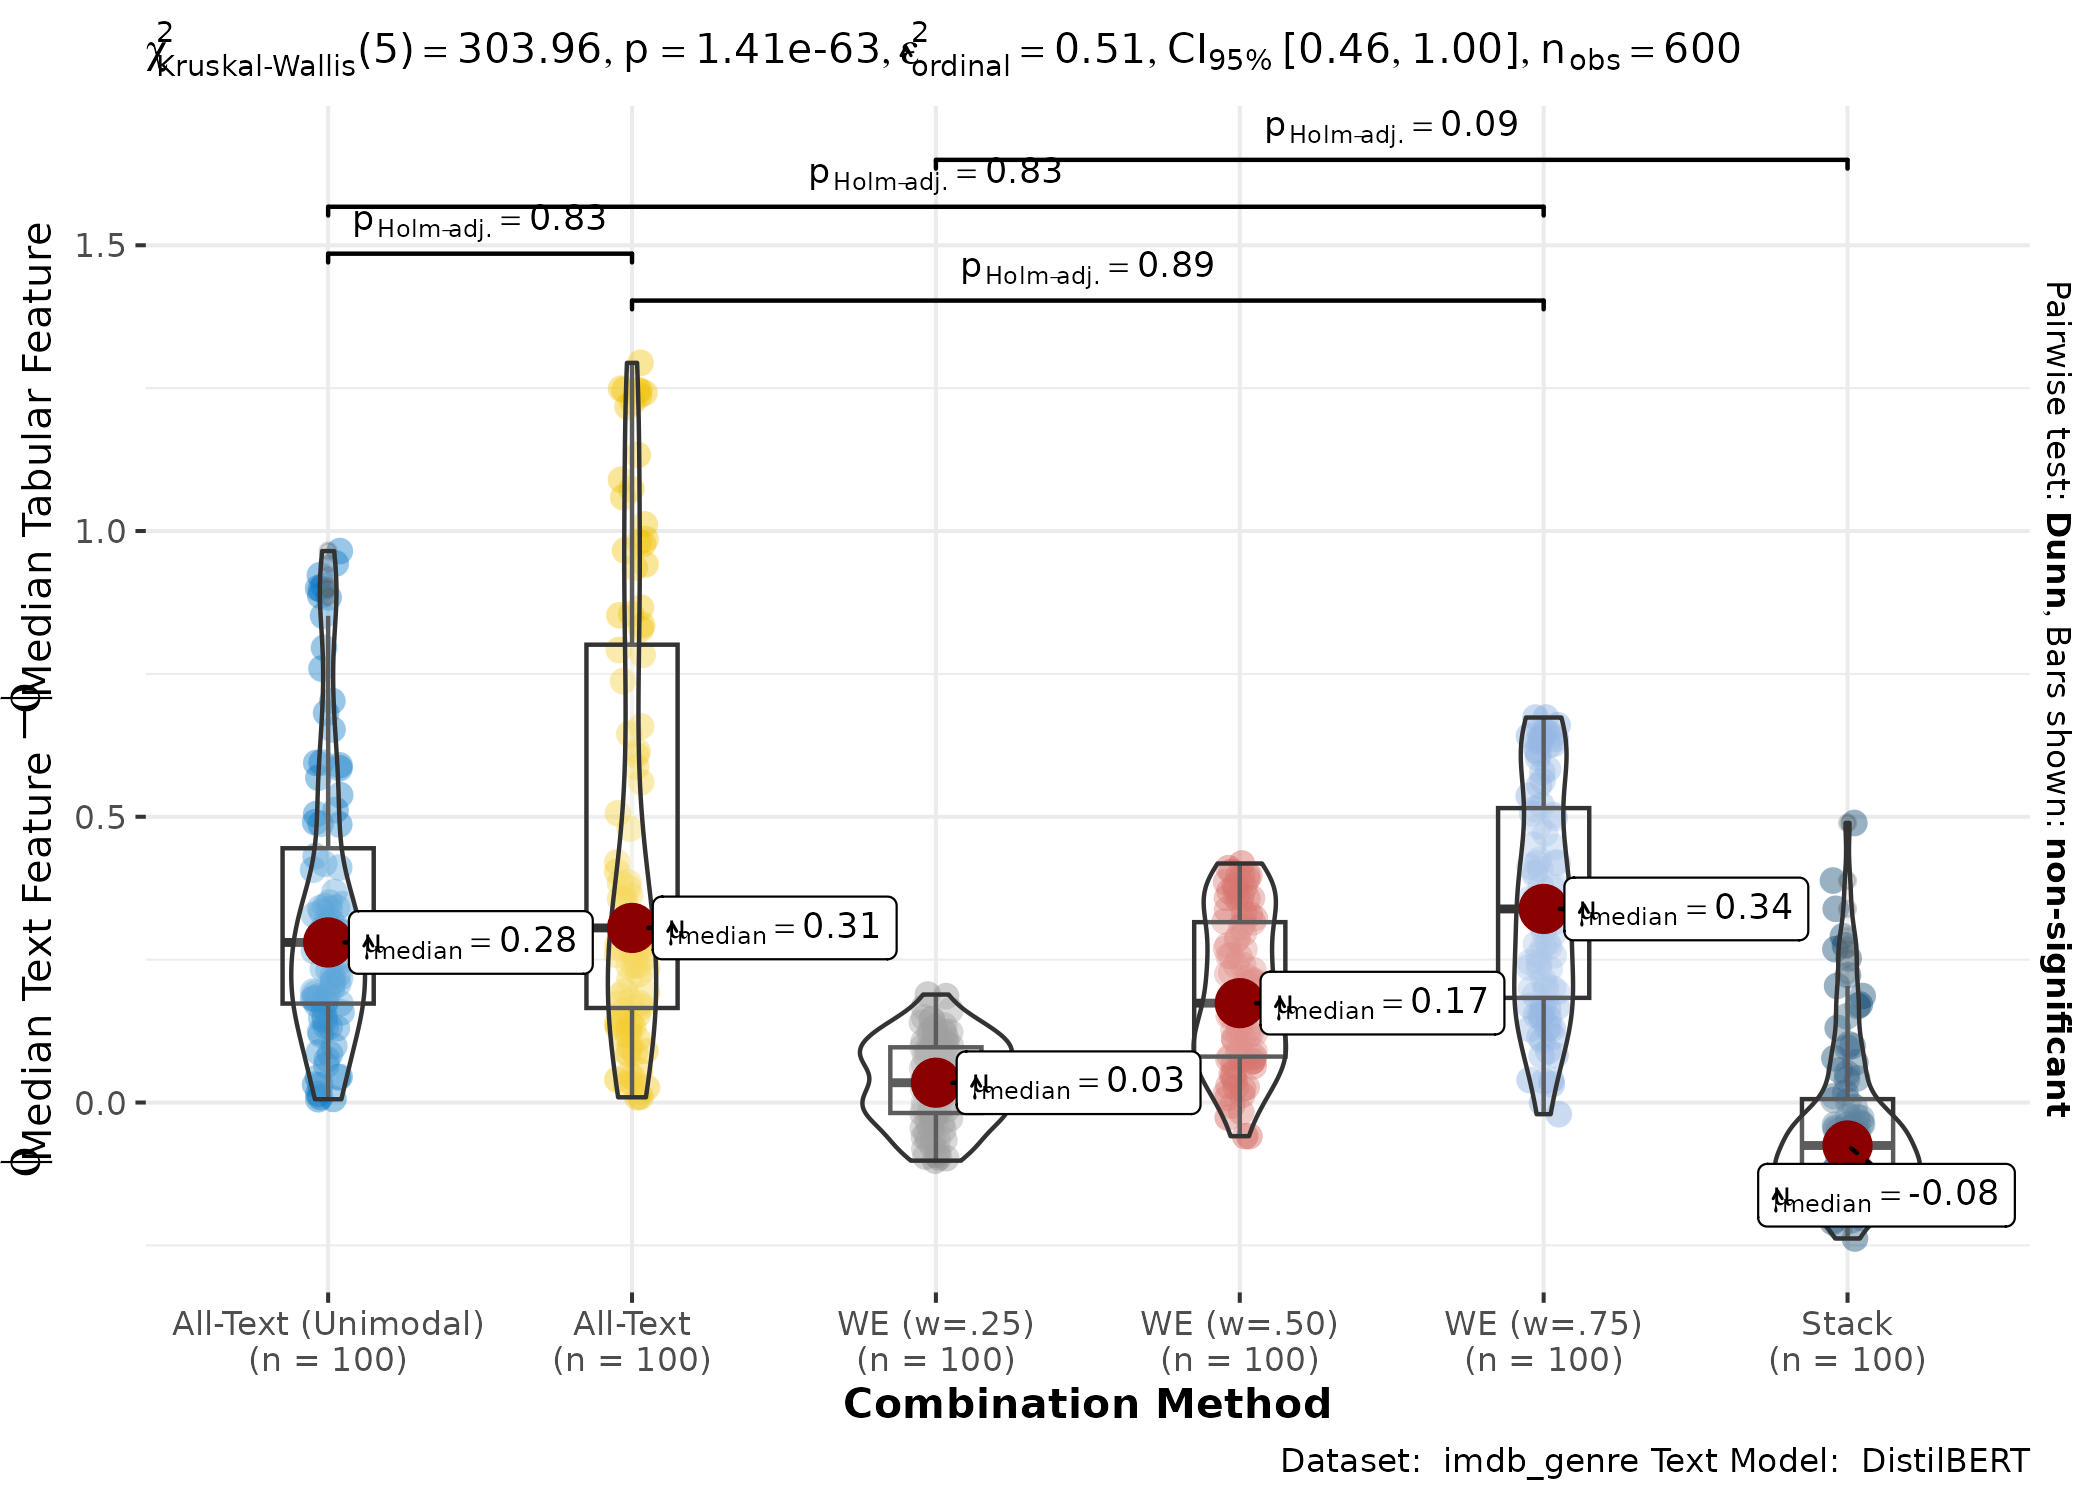 χ²Kruskal-Wallis(5) = 303.96, p = 1.41e-63, ε²ordinal = 0.51, CI95% [0.46, 1.00], nobs = 600
pHolm-adj. = 0.09
pHolm-adj. = 0.83
pHolm-adj. = 0.83
pHolm-adj. = 0.89
ϕMedian Text Feature − ϕMedian Tabular Feature
1.5
1.0
0.5
0.0
μ̂median = 0.28
μ̂median = 0.31
μ̂median = 0.03
μ̂median = 0.17
μ̂median = 0.34
μ̂median = -0.08
Pairwise test: Dunn, Bars shown: non-significant
All-Text (Unimodal)
(n = 100)
All-Text
(n = 100)
WE (w=.25)
(n = 100)
WE (w=.50)
(n = 100)
WE (w=.75)
(n = 100)
Stack
(n = 100)
Combination Method
Dataset: imdb_genre Text Model: DistilBERT